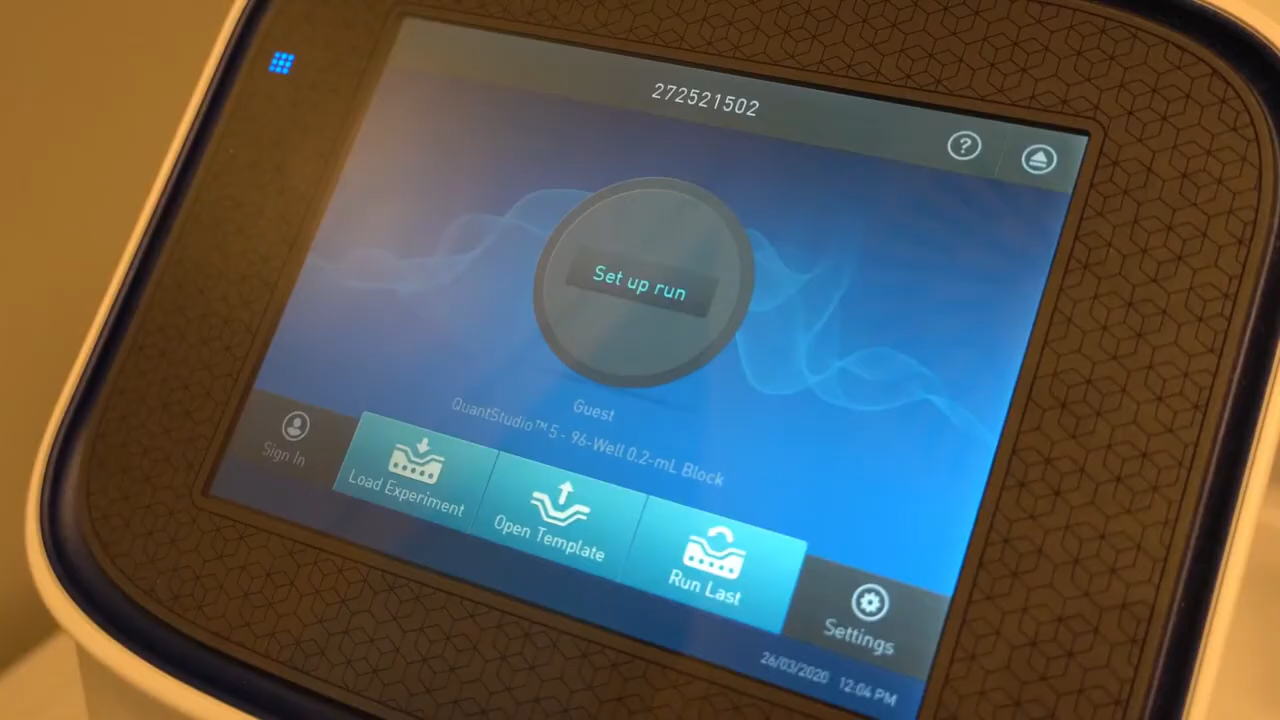 272521502
?
Set up run
Guest
QuantStudio™ 5 - 96-Well 0.2-mL Block
Sign In
Load Experiment
Open Template
Run Last
Settings
26/03/2020 12:04 PM